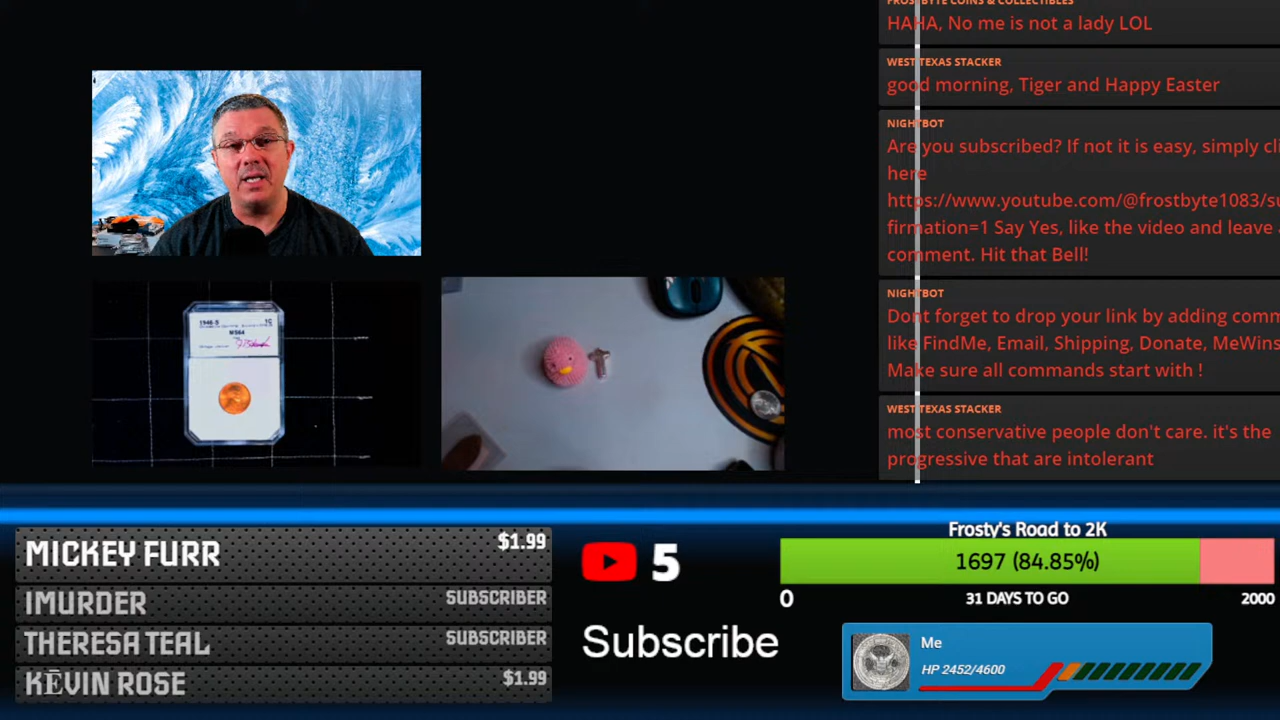 FROSTBYTE COINS & COLLECTIBLES
HAHA, No me is not a lady LOL
WEST TEXAS STACKER
good morning, Tiger and Happy Easter
NIGHTBOT
Are you subscribed? If not it is easy, simply cli
here
https://www.youtube.com/@frostbyte1083/su
firmation=1 Say Yes, like the video and leave a
comment. Hit that Bell!
NIGHTBOT
Dont forget to drop your link by adding comm
like FindMe, Email, Shipping, Donate, MeWins
Make sure all commands start with !
WEST TEXAS STACKER
most conservative people don't care. it's the
progressive that are intolerant
1946-S 1C
MS64
MICKEY FURR $1.99
IMURDER SUBSCRIBER
THERESA TEAL SUBSCRIBER
KEVIN ROSE $1.99
5
Subscribe
Frosty's Road to 2K
1697 (84.85%)
0 31 DAYS TO GO 2000
Me
HP 2452/4600